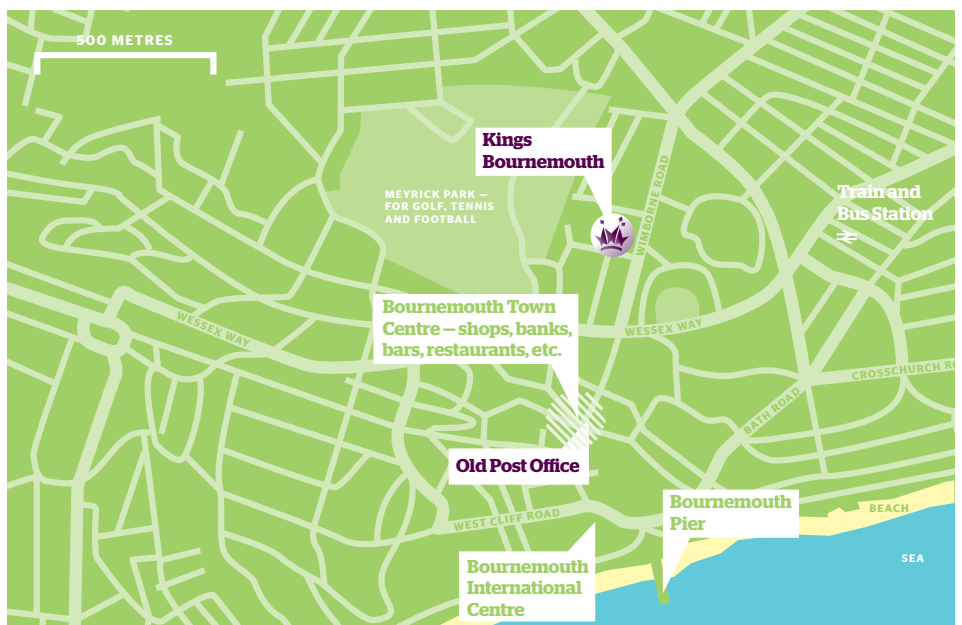 500 METRES
Kings
Bournemouth
WIMBORNE ROAD
Train and
Bus Station
MEYRICK PARK –
FOR GOLF, TENNIS
AND FOOTBALL
Bournemouth Town
Centre – shops, banks,
bars, restaurants, etc.
WESSEX WAY
WESSEX WAY
CROSSCHURCH RO
BATH ROAD
Old Post Office
WEST CLIFF ROAD
Bournemouth
Pier
BEACH
SEA
Bournemouth
International
Centre